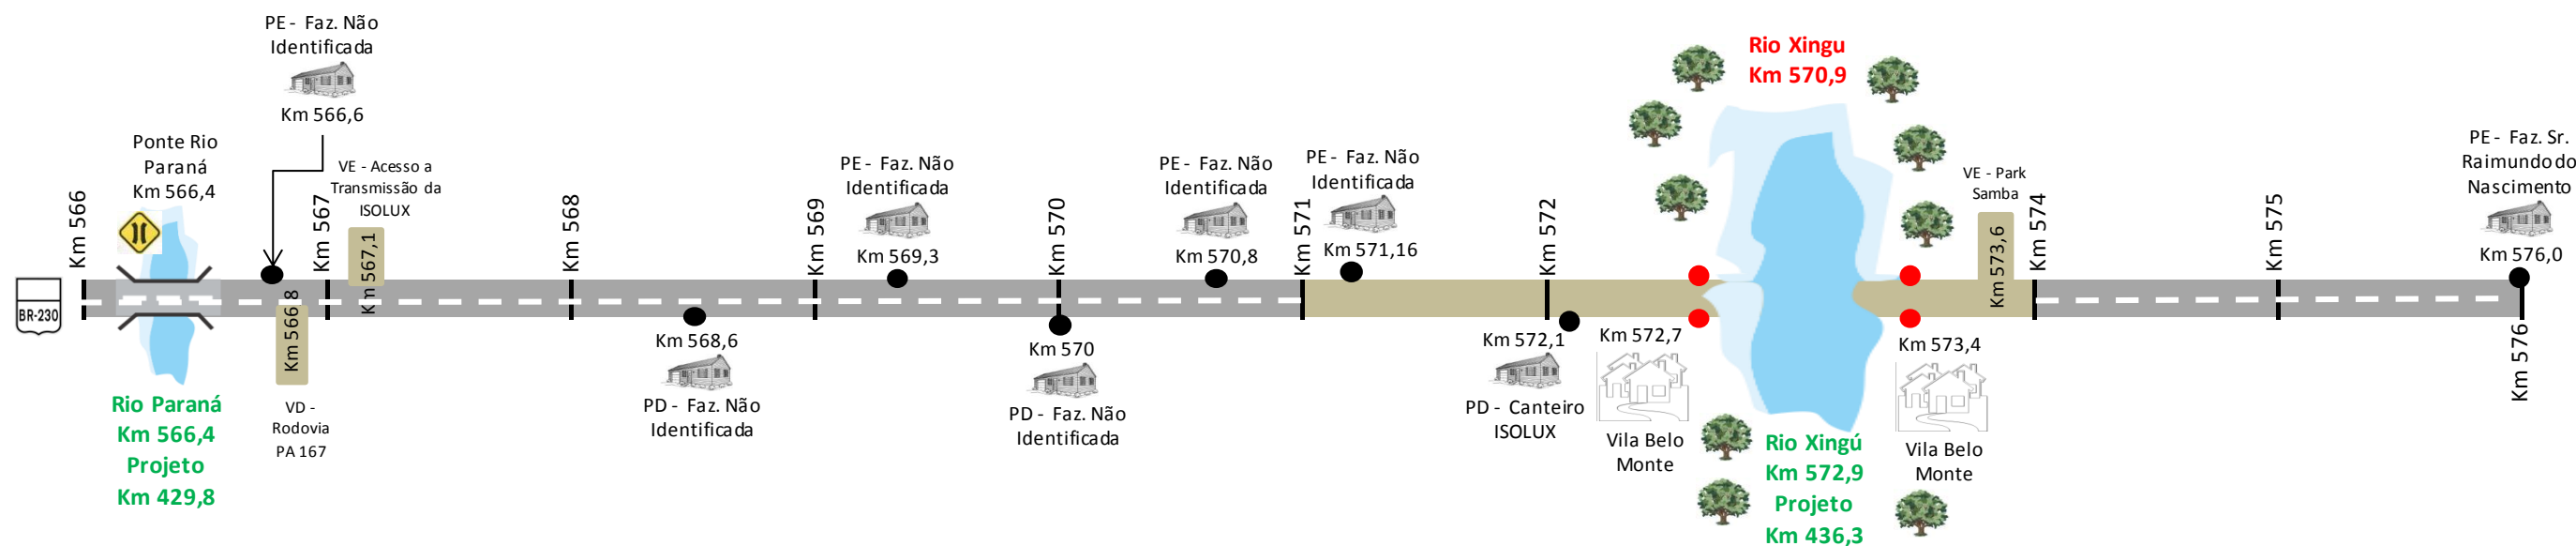 BR-230
Km 566
Ponte Rio
Paraná
Km 566,4
Rio Paraná
Km 566,4
Projeto
Km 429,8
PE - Faz. Não
Identificada
Km 566,6
Km 566,8
VD -
Rodovia
PA 167
Km 567
VE - Acesso a
Transmissão da
ISOLUX
Km 567,1
Km 568
Km 568,6
PD - Faz. Não
Identificada
Km 569
PE - Faz. Não
Identificada
Km 569,3
Km 570
Km 570
PD - Faz. Não
Identificada
PE - Faz. Não
Identificada
Km 570,8
Km 571
PE - Faz. Não
Identificada
Km 571,16
Km 572
Km 572,1
PD - Canteiro
ISOLUX
Km 572,7
Vila Belo
Monte
Rio Xingu
Km 570,9
Rio Xingú
Km 572,9
Projeto
Km 436,3
Km 573,4
Vila Belo
Monte
VE - Park
Samba
Km 573,6
Km 574
Km 575
PE - Faz. Sr.
Raimundo do
Nascimento
Km 576,0
Km 576